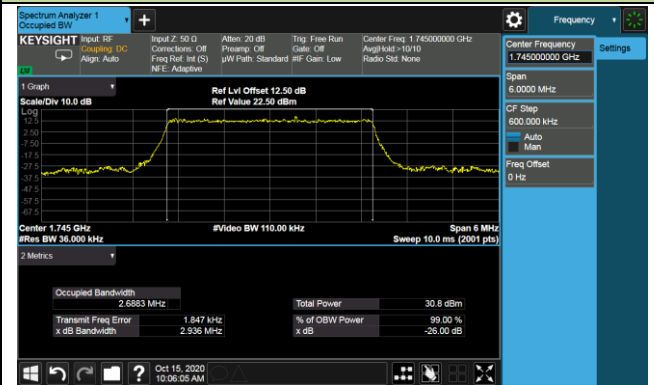 Spectrum Analyzer 1
Occupied BW
Frequency
KEYSIGHT
Input: RF
Coupling: DC
Align: Auto
Input Z: 50 Ω
Corrections: Off
Freq Ref: Int (S)
NFE: Adaptive
Atten: 20 dB
Preamp: Off
µW Path: Standard
Trig: Free Run
Gate: Off
#IF Gain: Low
Center Freq: 1.745000000 GHz
Avg|Hold:>10/10
Radio Std: None
Center Frequency
1.745000000 GHz
Settings
Span
6.0000 MHz
CF Step
600.000 kHz
Auto
Man
Freq Offset
0 Hz
1 Graph
Scale/Div 10.0 dB
Ref Lvl Offset 12.50 dB
Ref Value 22.50 dBm
Log
12.5
2.50
-7.50
-17.5
-27.5
-37.5
-47.5
-57.5
-67.5
Center 1.745 GHz
#Video BW 110.00 kHz
Span 6 MHz
#Res BW 36.000 kHz
Sweep 10.0 ms (2001 pts)
2 Metrics
Occupied Bandwidth
2.6883 MHz
Total Power 30.8 dBm
Transmit Freq Error 1.847 kHz
% of OBW Power 99.00 %
x dB Bandwidth 2.936 MHz
x dB -26.00 dB
?
Oct 15, 2020
10:06:05 AM